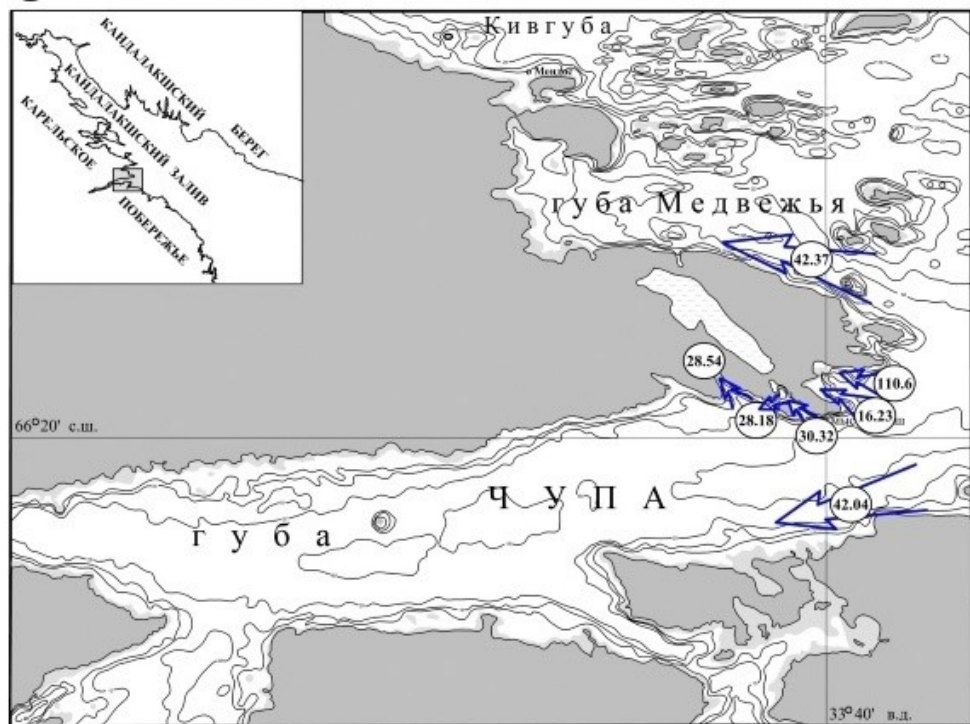 КАНДАЛАКШСКИЙ
БЕРЕГ
КАНДАЛАКШСКИЙ ЗАЛИВ
КАРЕЛЬСКОЕ
ПОБЕРЕЖЬЕ
Кивгуба
губа Медвежья
42.37
28.54
110.6
16.23
28.18
30.32
66°20' с.ш.
42.04
губа ЧУПА
33°40' в.д.